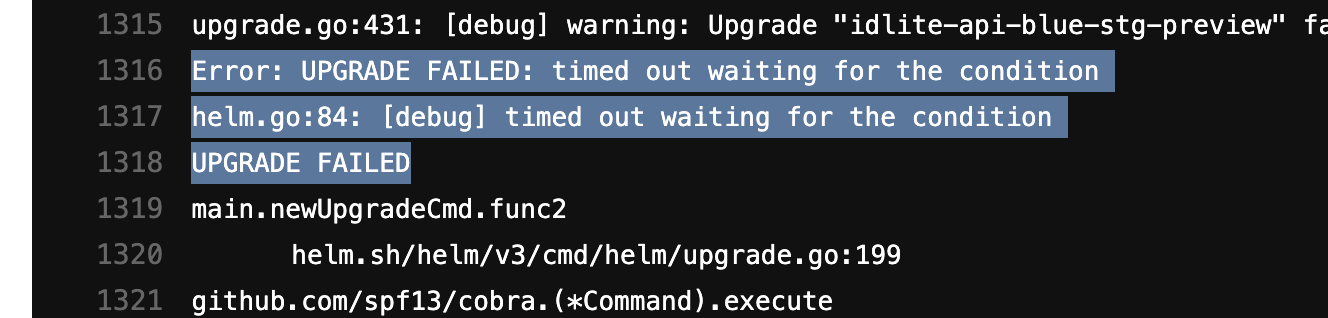 1315 upgrade.go:431: [debug] warning: Upgrade "idlite-api-blue-stg-preview"
1316 Error: UPGRADE FAILED: timed out waiting for the condition
1317 helm.go:84: [debug] timed out waiting for the condition
1318 UPGRADE FAILED
1319 main.newUpgradeCmd.func2
1320 helm.sh/helm/v3/cmd/helm/upgrade.go:199
1321 github.com/spf13/cobra.(*Command).execute